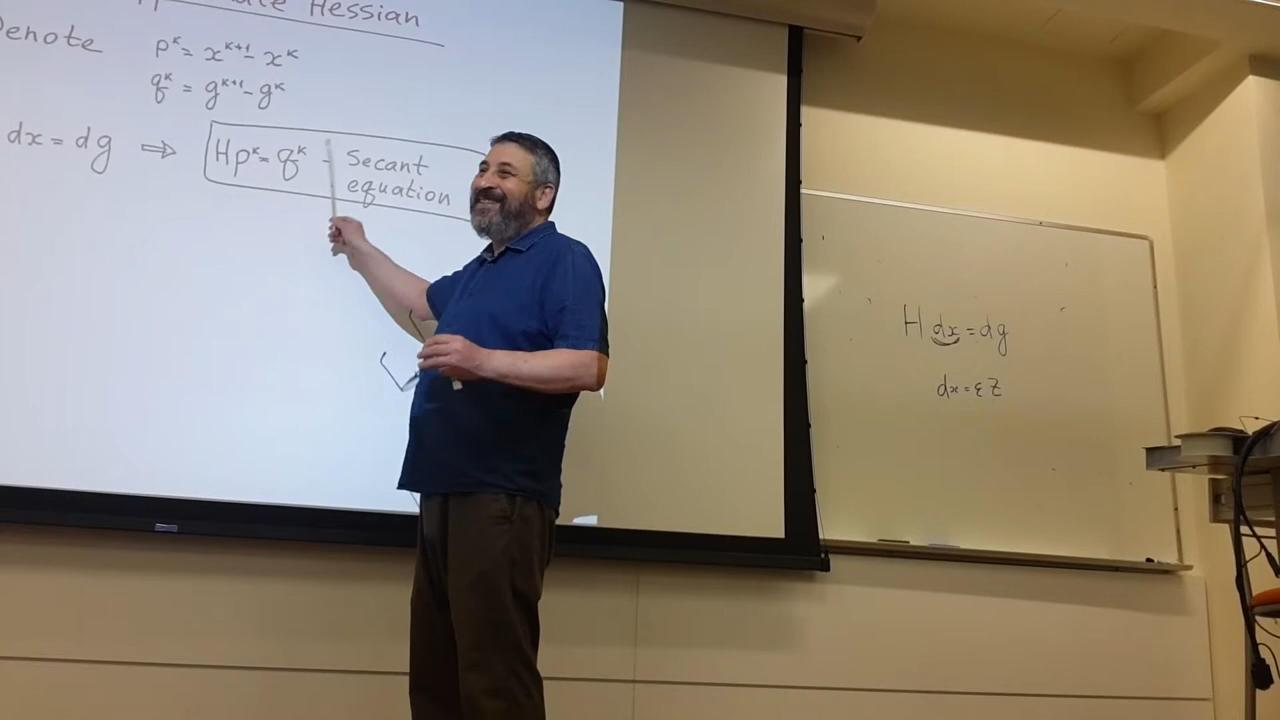 Hessian
Denote pᵏ = xᵏ⁺¹ - xᵏ
qᵏ = gᵏ⁺¹ - gᵏ
dx = dg ⇒ Hpᵏ = qᵏ - Secant
equation
H dx = dg
dx = εz